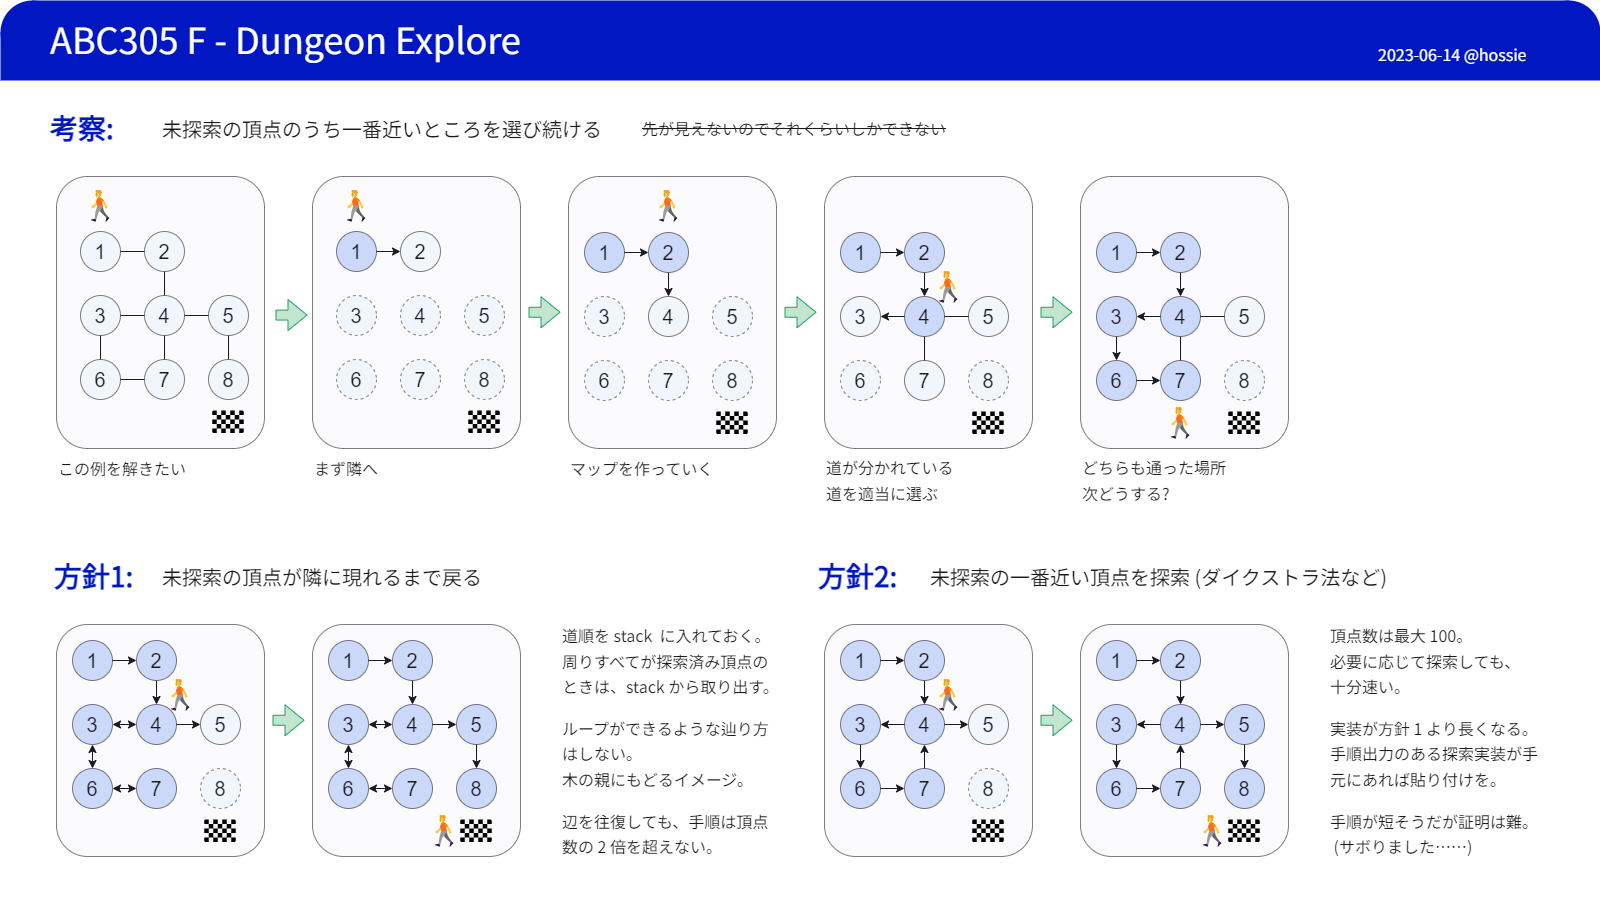 ABC305 F - Dungeon Explore
2023-06-14 @hossie
考察:
未探索の頂点のうち一番近いところを選び続ける
先が見えないのでそれくらいしかできない
1 2
3 4 5
6 7 8
この例を解きたい
1 2
3 4 5
6 7 8
まず隣へ
1 2
3 4 5
6 7 8
マップを作っていく
1 2
3 4 5
6 7 8
道が分かれている
道を適当に選ぶ
1 2
3 4 5
6 7 8
どちらも通った場所
次どうする?
方針1:
未探索の頂点が隣に現れるまで戻る
1 2
3 4 5
6 7 8
1 2
3 4 5
6 7 8
道順を stack に入れておく。
周りすべてが探索済み頂点の
ときは、stack から取り出す。
ループができるような辿り方
はしない。
木の親にもどるイメージ。
辺を往復しても、手順は頂点
数の 2 倍を超えない。
方針2:
未探索の一番近い頂点を探索 (ダイクストラ法など)
1 2
3 4 5
6 7 8
1 2
3 4 5
6 7 8
頂点数は最大 100。
必要に応じて探索しても、
十分速い。
実装が方針 1 より長くなる。
手順出力のある探索実装が手
元にあれば貼り付けを。
手順が短そうだが証明は難。
(サボりました……)